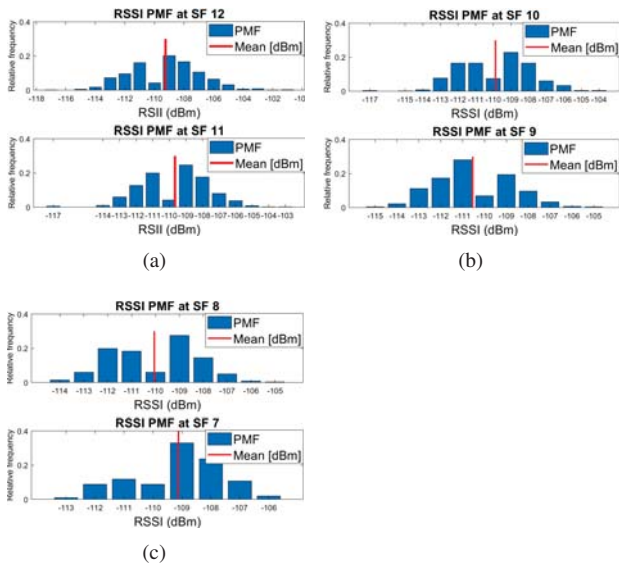 RSSI PMF at SF 12
0.4
0.2
0
Relative frequency
PMF
Mean [dBm]
-118 -116 -114 -112 -110 -108 -106 -104 -102 -10
RSII (dBm)
RSSI PMF at SF 11
0.4
0.2
0
Relative frequency
PMF
Mean [dBm]
-117 -114 -113 -112 -111 -110 -109 -108 -107 -106 -105 -104 -103
RSII (dBm)
(a)
RSSI PMF at SF 10
0.4
0.2
0
Relative frequency
PMF
Mean [dBm]
-117 -115 -114 -113 -112 -111 -110 -109 -108 -107 -106 -104
RSSI (dBm)
RSSI PMF at SF 9
0.4
0.2
0
Relative frequency
PMF
Mean [dBm]
-115 -114 -113 -112 -111 -110 -109 -108 -107 -106 -105
RSSI (dBm)
(b)
RSSI PMF at SF 8
0.4
0.2
0
Relative frequency
PMF
Mean [dBm]
-114 -113 -112 -111 -110 -109 -108 -107 -106 -105
RSSI (dBm)
RSSI PMF at SF 7
0.4
0.2
0
Relative frequency
PMF
Mean [dBm]
-113 -112 -111 -110 -109 -108 -107 -106
RSSI (dBm)
(c)